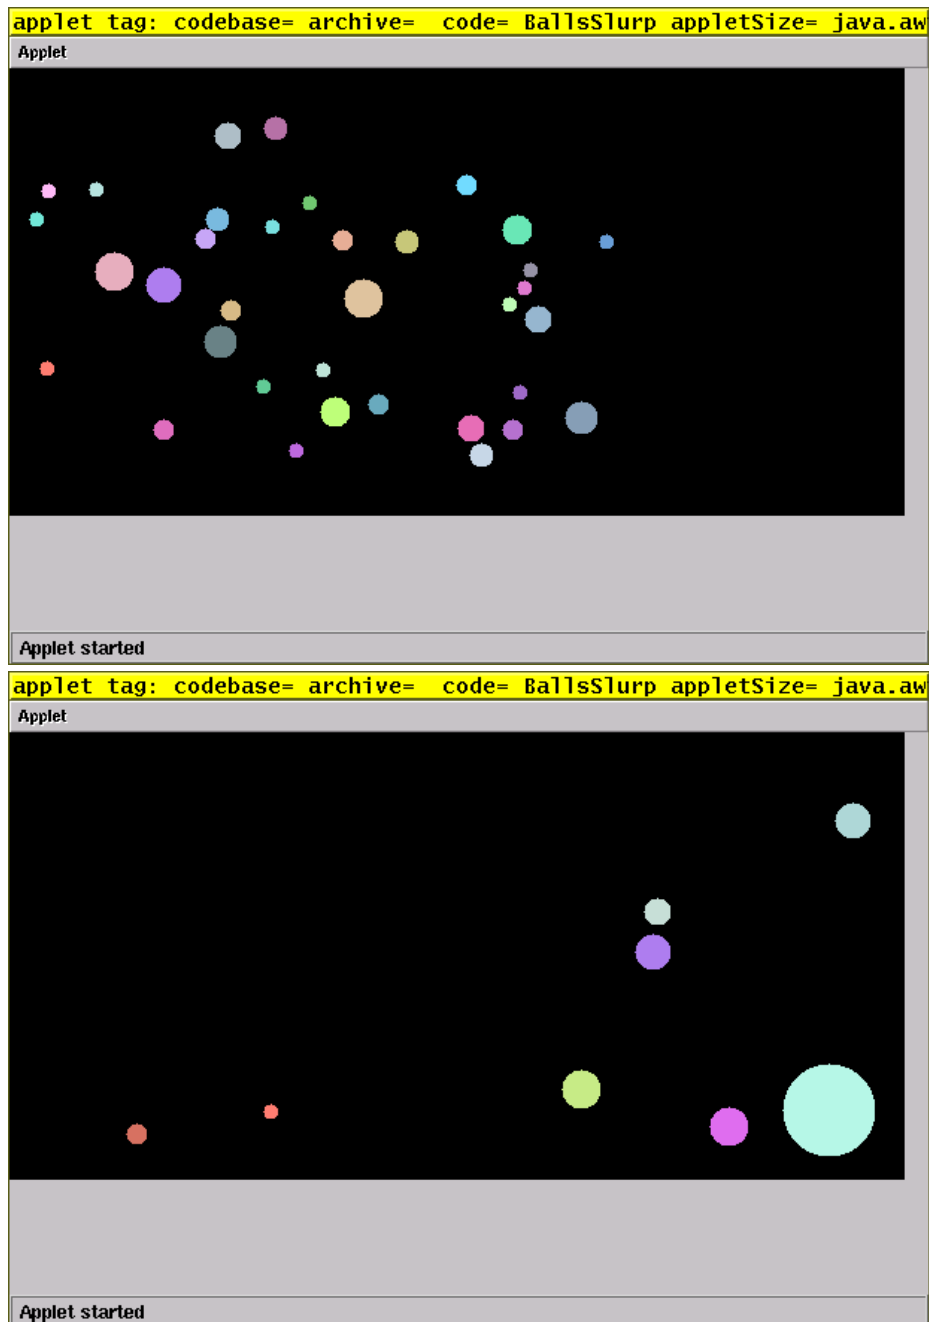 applet tag: codebase= archive=  code= BallsSlurp appletSize= java.aw
Applet
Applet started
applet tag: codebase= archive=  code= BallsSlurp appletSize= java.aw
Applet
Applet started